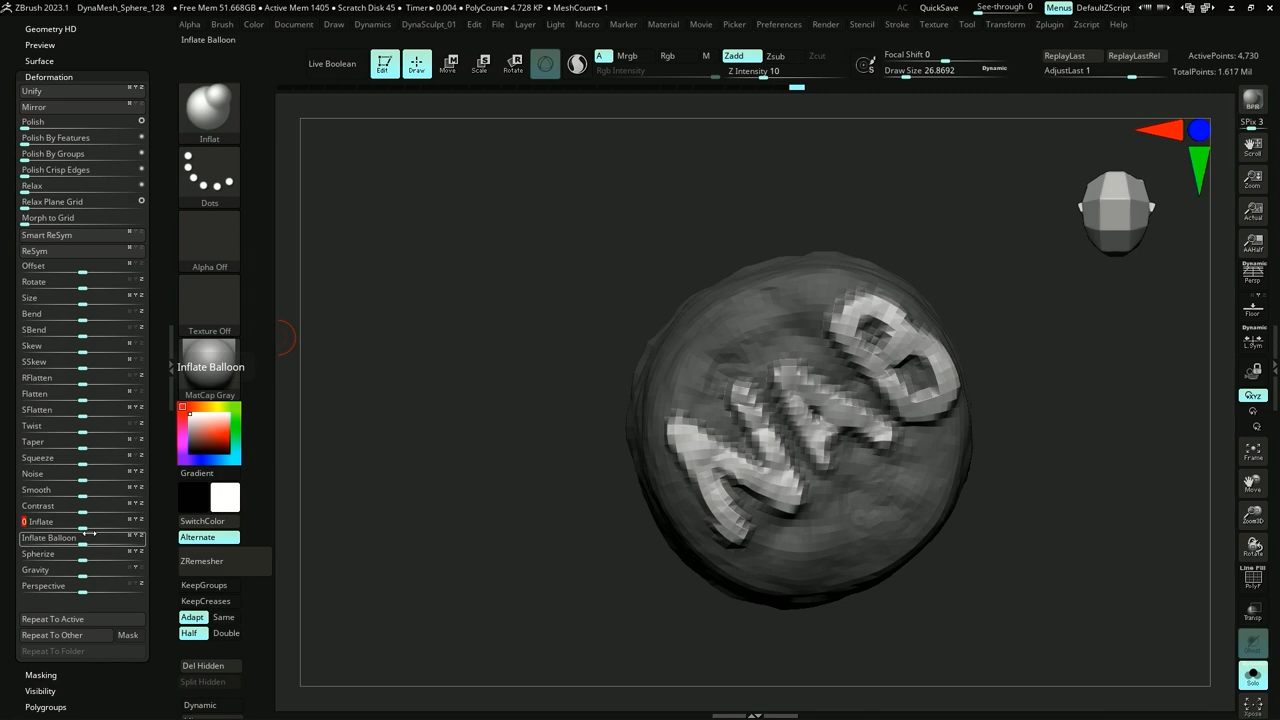 ZBrush 2023.1 DynaMesh_Sphere_128 • Free Mem 51.668GB • Active Mem 1405 • Scratch Disk 45 • Timer▸0.004 • PolyCount▸4.728 KP • MeshCount▸1 AC QuickSave See-through 0 Menus DefaultZScript
Alpha Brush Color Document Draw Dynamics DynaSculpt_01 Edit File Layer Light Macro Marker Material Movie Picker Preferences Render Stencil Stroke Texture Tool Transform Zplugin Zscript Help
Inflate Balloon
Geometry HD
Preview
Surface
Deformation
Unify
Mirror
Polish
Polish By Features
Polish By Groups
Polish Crisp Edges
Relax
Relax Plane Grid
Morph to Grid
Smart ReSym
ReSym
Offset
Rotate
Size
Bend
SBend
Skew
SSkew
RFlatten
Flatten
SFlatten
Twist
Taper
Squeeze
Noise
Smooth
Contrast
0 Inflate
Inflate Balloon
Spherize
Gravity
Perspective
Repeat To Active
Repeat To Other Mask
Repeat To Folder
Masking
Visibility
Polygroups
Inflat
Dots
Alpha Off
Texture Off
Inflate Balloon
MatCap Gray
Gradient
SwitchColor
Alternate
ZRemesher
KeepGroups
KeepCreases
Adapt Same
Half Double
Del Hidden
Split Hidden
Dynamic
Live Boolean
Edit
Draw
Move
Scale
Rotate
A Mrgb Rgb M
Rgb Intensity
Zadd Zsub Zcut
Z Intensity 10
Focal Shift 0
Draw Size 26.8692 Dynamic
ReplayLast ReplayLastRel
AdjustLast 1
ActivePoints: 4,730
TotalPoints: 1.617 Mil
BPR
SPix 3
Scroll
Zoom
Actual
AAHalf
Dynamic
Persp
Floor
Dynamic
L.Sym
XYZ
Frame
Move
Zoom3D
Rotate
Line Fill
PolyF
Transp
Ghost
Solo
Xpose